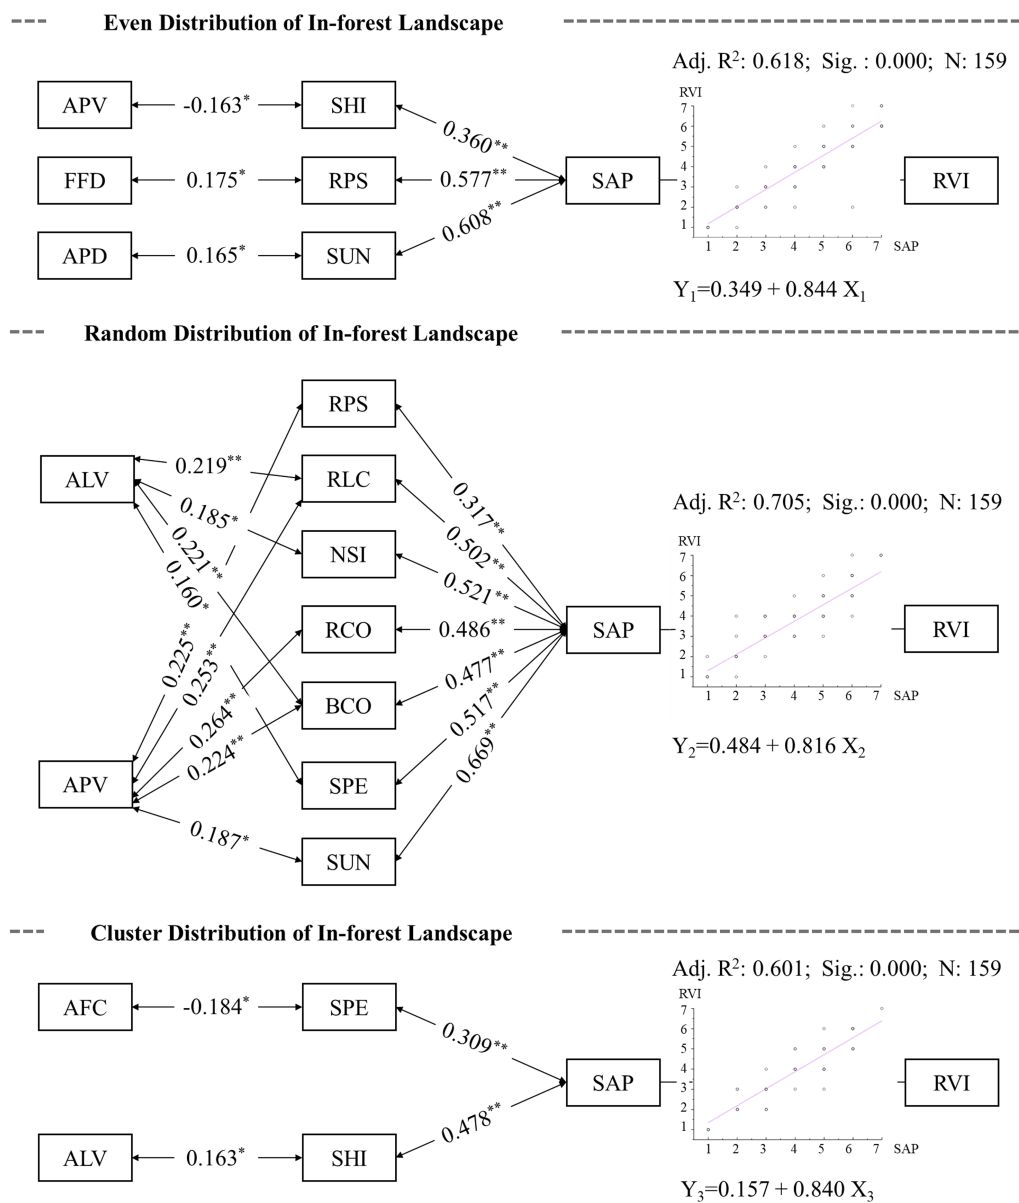 Even Distribution of In-forest Landscape
Adj. R²: 0.618; Sig. : 0.000; N: 159
APV -0.163* SHI
FFD 0.175* RPS
APD 0.165* SUN
0.360**
0.577**
0.608**
SAP
RVI
7
6
5
4
3
2
1
1 2 3 4 5 6 7 SAP
RVI
Y₁=0.349 + 0.844 X₁
Random Distribution of In-forest Landscape
ALV
APV
0.219**
0.185*
0.221**
0.160*
0.225**
0.253**
0.264**
0.224**
0.187*
RPS
RLC
NSI
RCO
BCO
SPE
SUN
0.317**
0.502**
0.521**
0.486**
0.477**
0.517**
0.669**
SAP
Adj. R²: 0.705; Sig.: 0.000; N: 159
RVI
7
6
5
4
3
2
1
1 2 3 4 5 6 7 SAP
RVI
Y₂=0.484 + 0.816 X₂
Cluster Distribution of In-forest Landscape
Adj. R²: 0.601; Sig.: 0.000; N: 159
AFC -0.184* SPE
ALV 0.163* SHI
0.309**
0.478**
SAP
RVI
7
6
5
4
3
2
1
1 2 3 4 5 6 7 SAP
RVI
Y₃=0.157 + 0.840 X₃